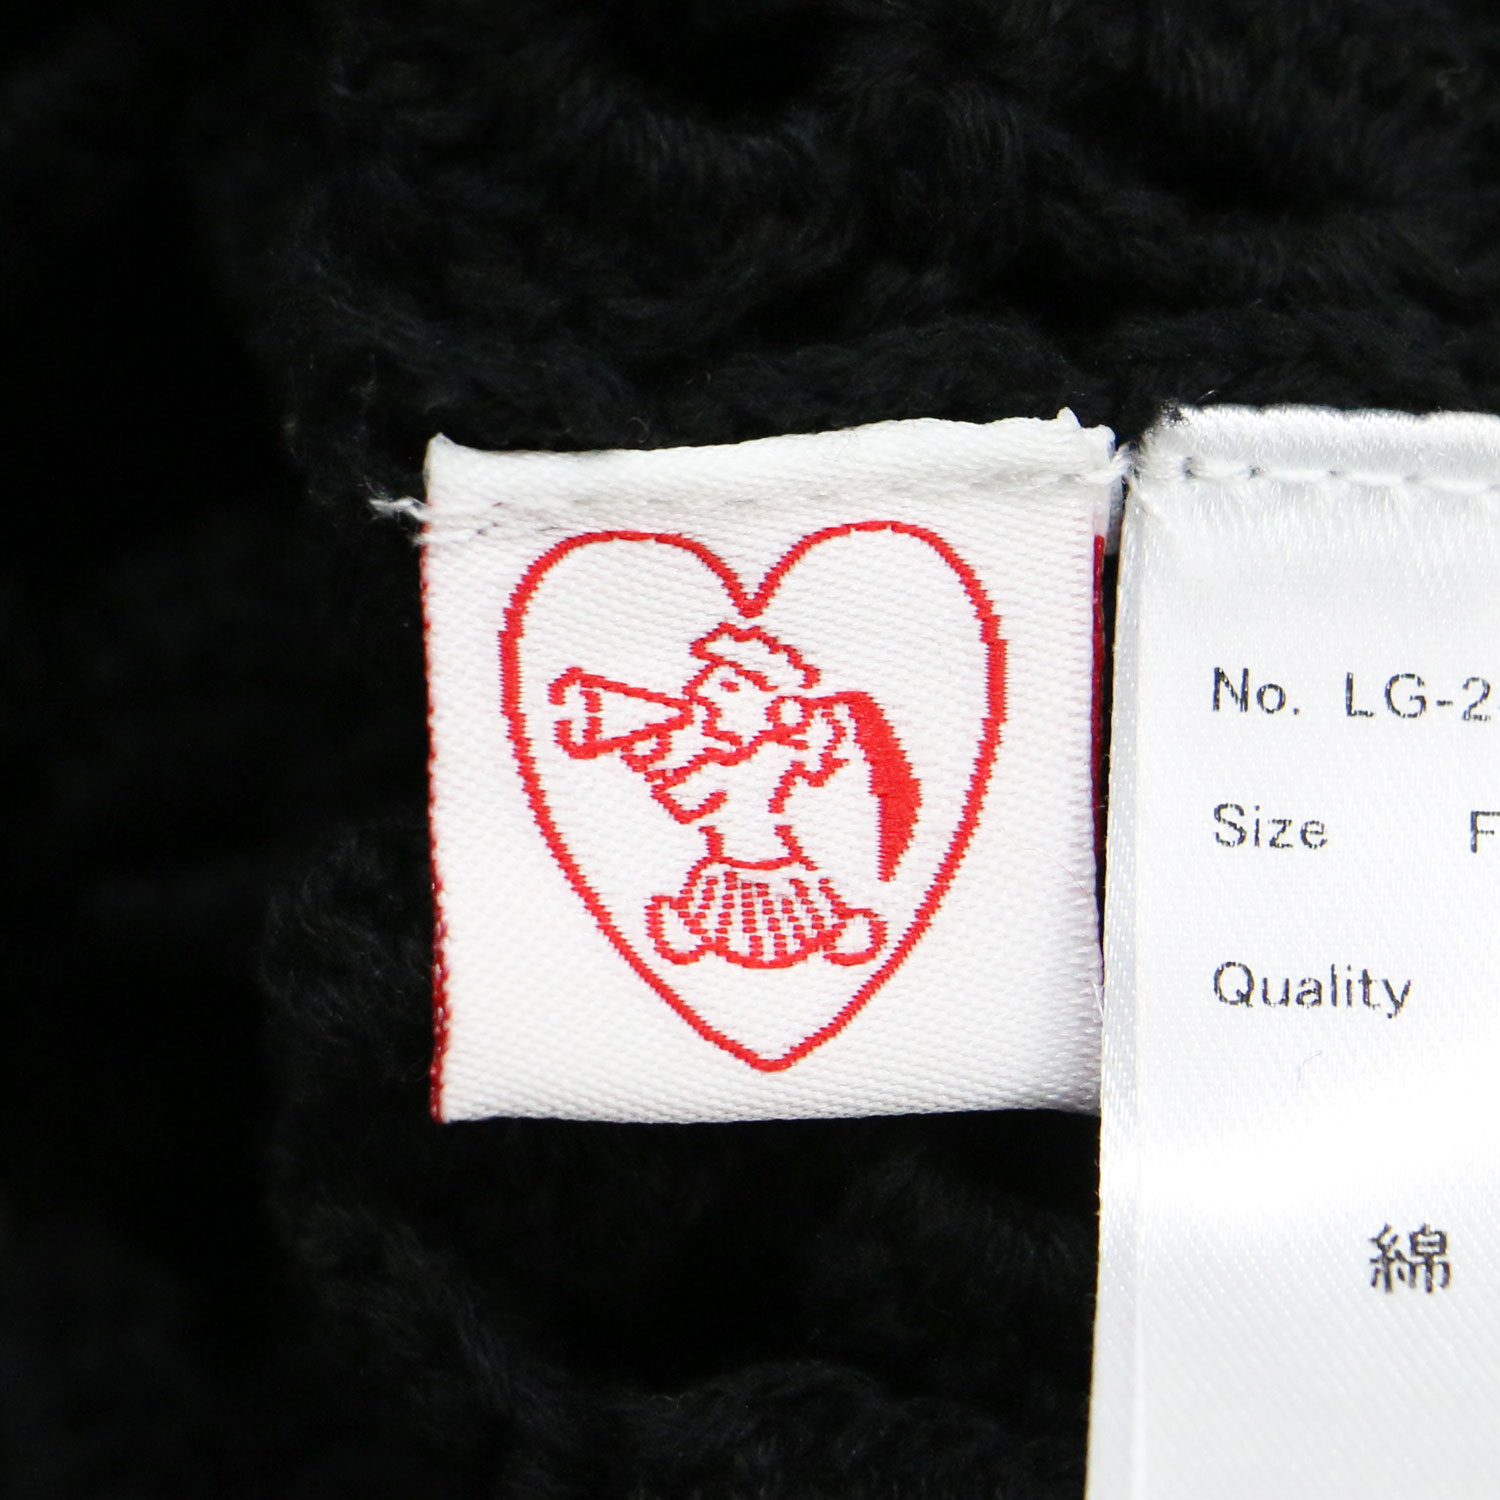 No. LG-2
Size F
Quality
綿